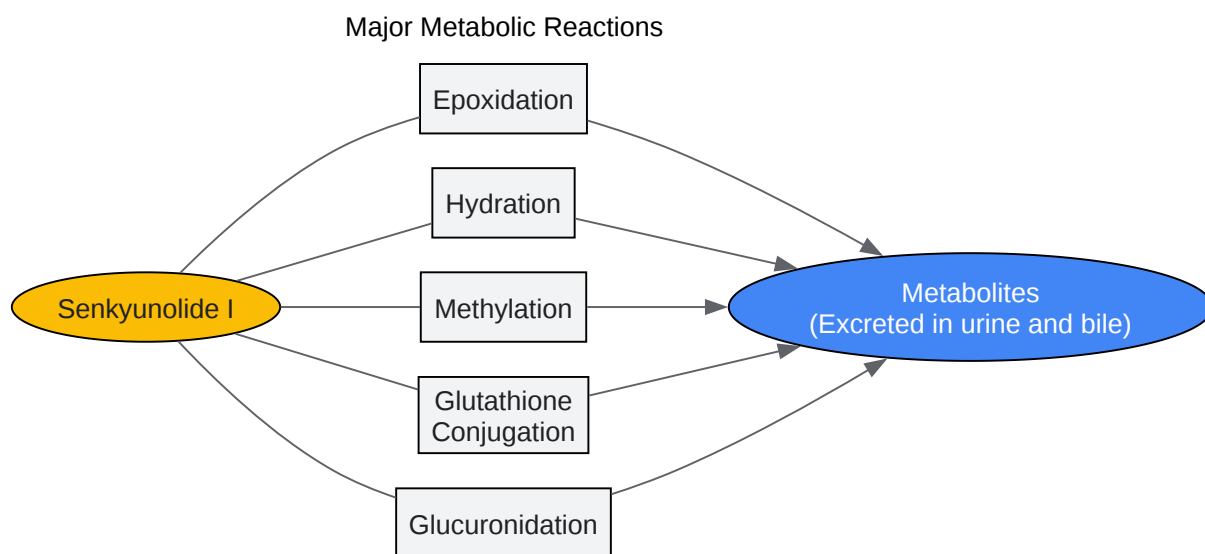 Major Metabolic Reactions
Epoxidation
Hydration
Senkyunolide I
Methylation
Metabolites
(Excreted in urine and bile)
Glutathione
Conjugation
Glucuronidation